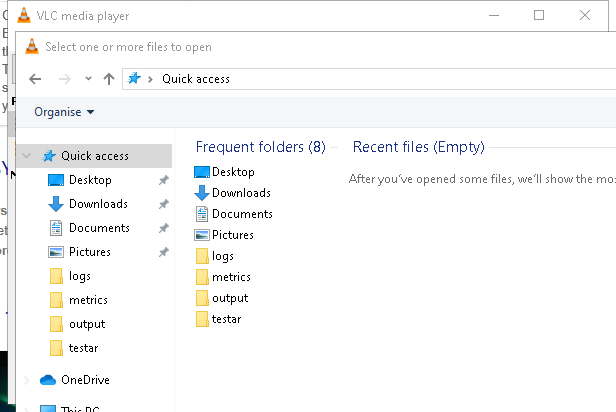 VLC media player
Select one or more files to open
Quick access
Organise
Quick access
Desktop
Downloads
Documents
Pictures
logs
metrics
output
testar
OneDrive
This PC
Frequent folders (8)
Desktop
Downloads
Documents
Pictures
logs
metrics
output
testar
Recent files (Empty)
After you've opened some files, we'll show the mos